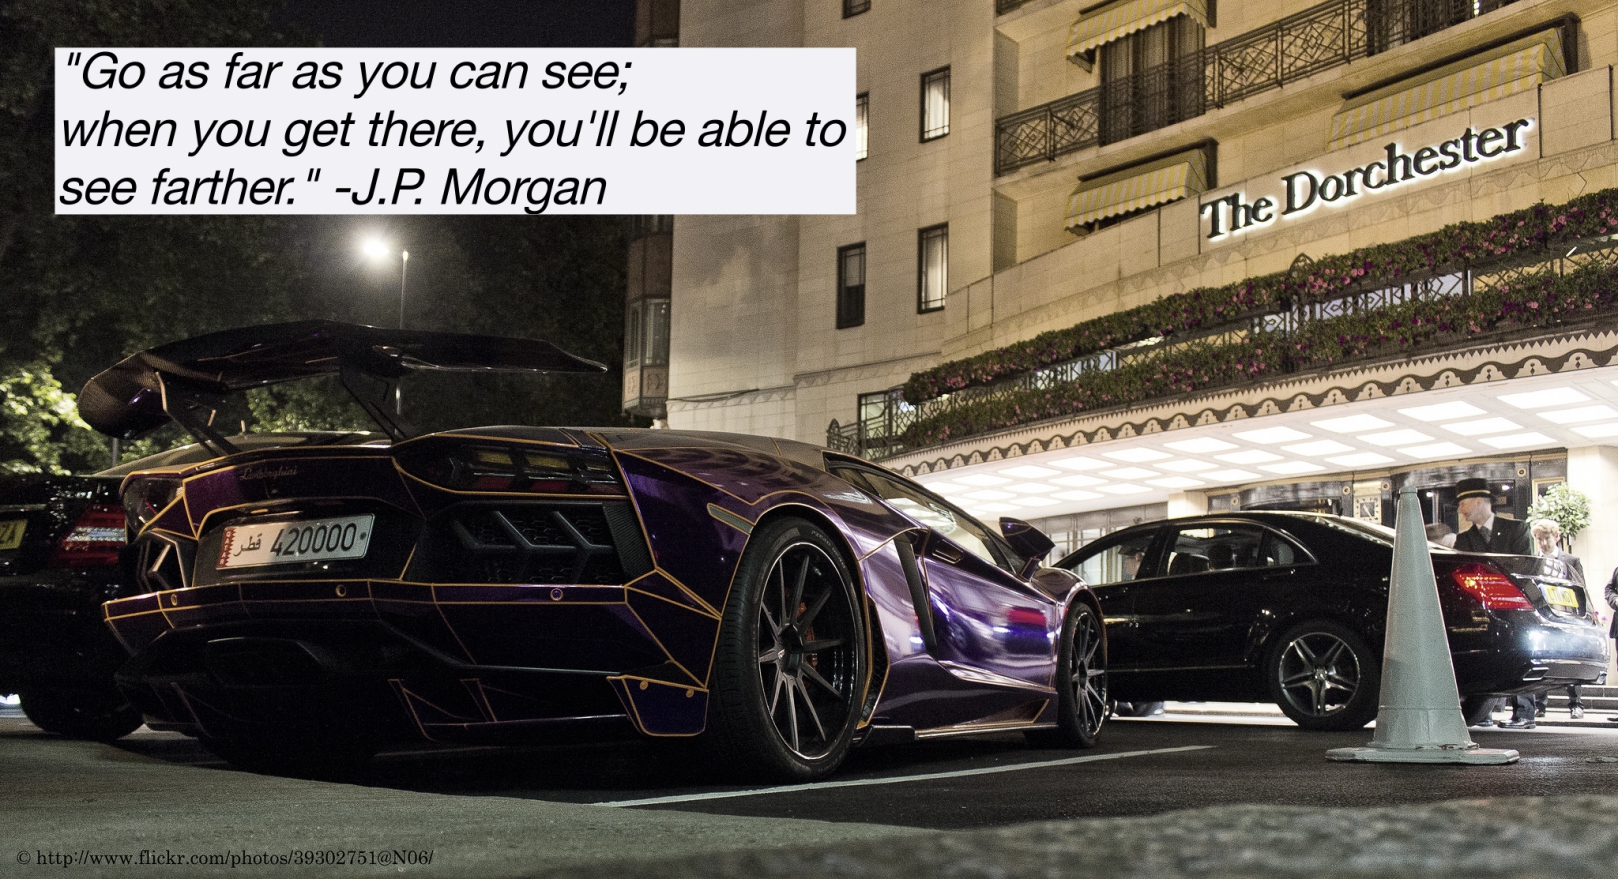 "Go as far as you can see;
when you get there, you'll be able to
see farther." -J.P. Morgan
The Dorchester
Lamborghini
420000 قطر
© http://www.flickr.com/photos/39302751@N06/